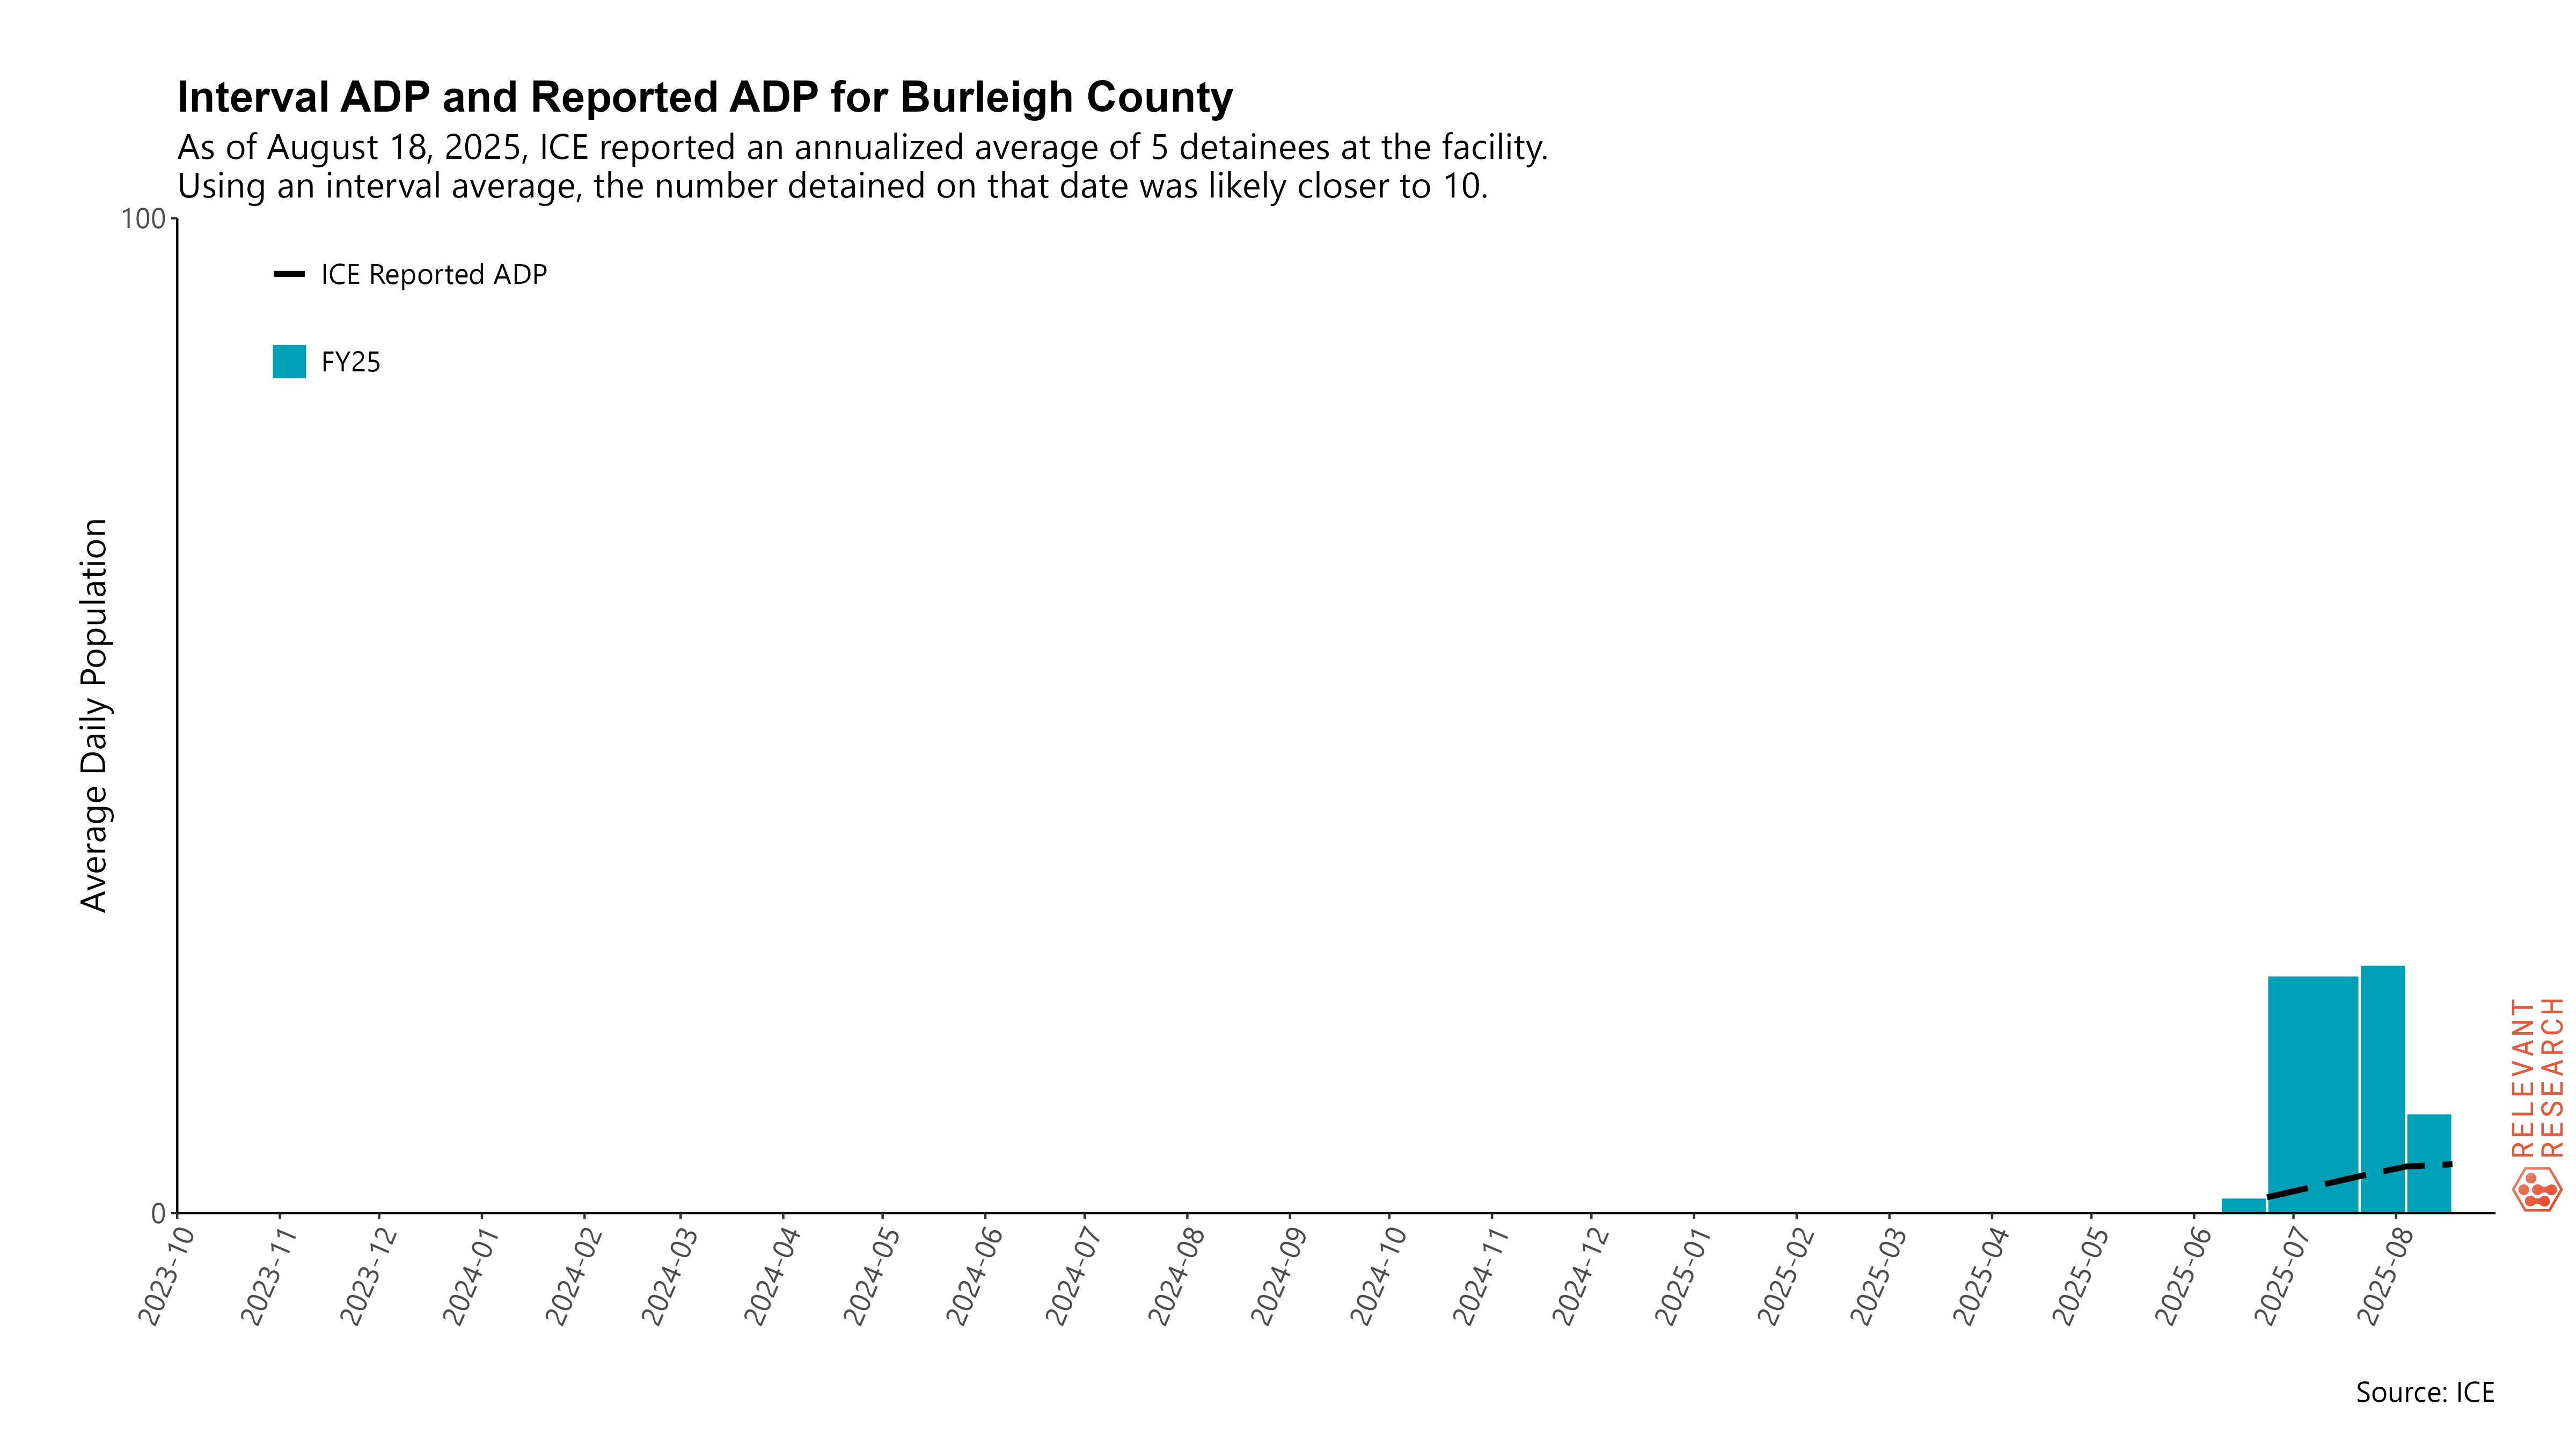 Interval ADP and Reported ADP for Burleigh County
As of August 18, 2025, ICE reported an annualized average of 5 detainees at the facility.
Using an interval average, the number detained on that date was likely closer to 10.
100
ICE Reported ADP
FY25
Average Daily Population
0
2023-10
2023-11
2023-12
2024-01
2024-02
2024-03
2024-04
2024-05
2024-06
2024-07
2024-08
2024-09
2024-10
2024-11
2024-12
2025-01
2025-02
2025-03
2025-04
2025-05
2025-06
2025-07
2025-08
RELEVANT
RESEARCH
Source: ICE